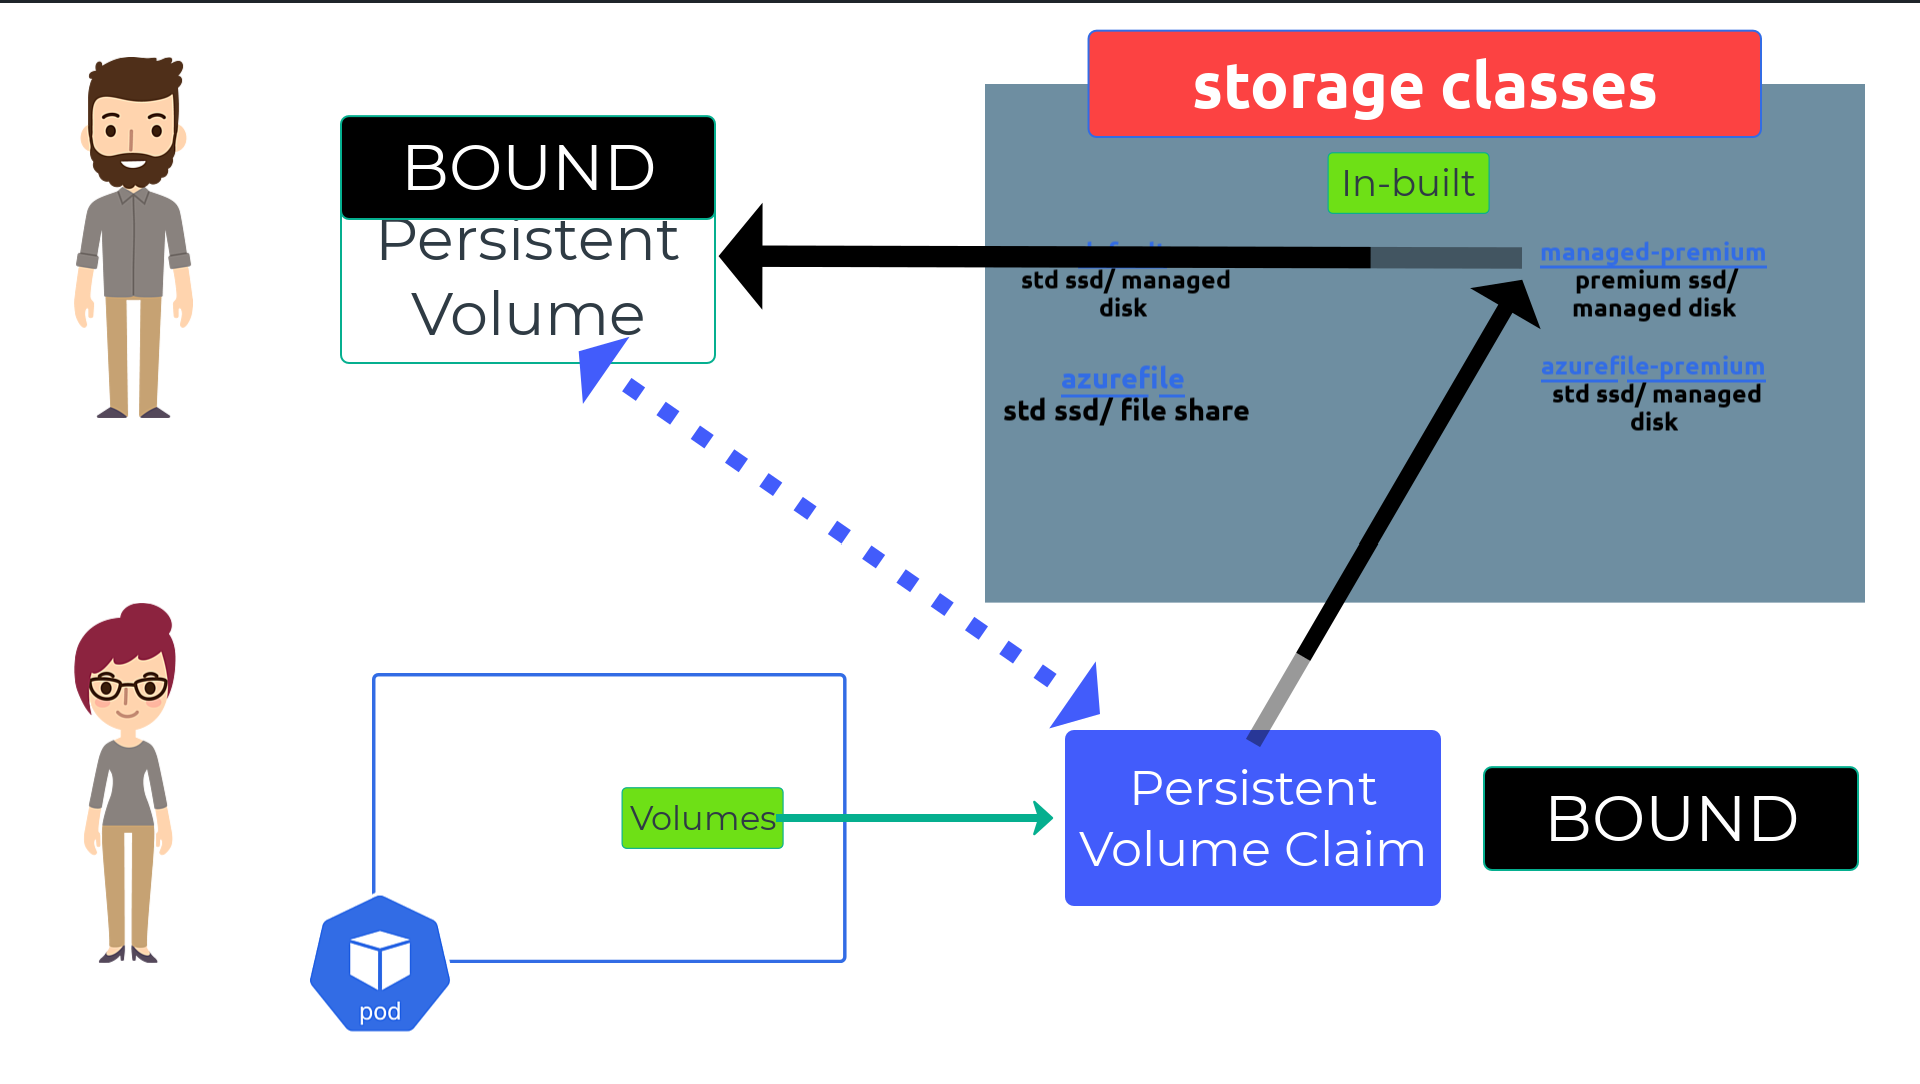 storage classes
BOUND
In-built
Persistent
Volume
managed-premium
std ssd/ managed
disk
premium ssd/
managed disk
azurefile
std ssd/ file share
azurefile-premium
std ssd/ managed
disk
Volumes
Persistent
Volume Claim
BOUND
pod